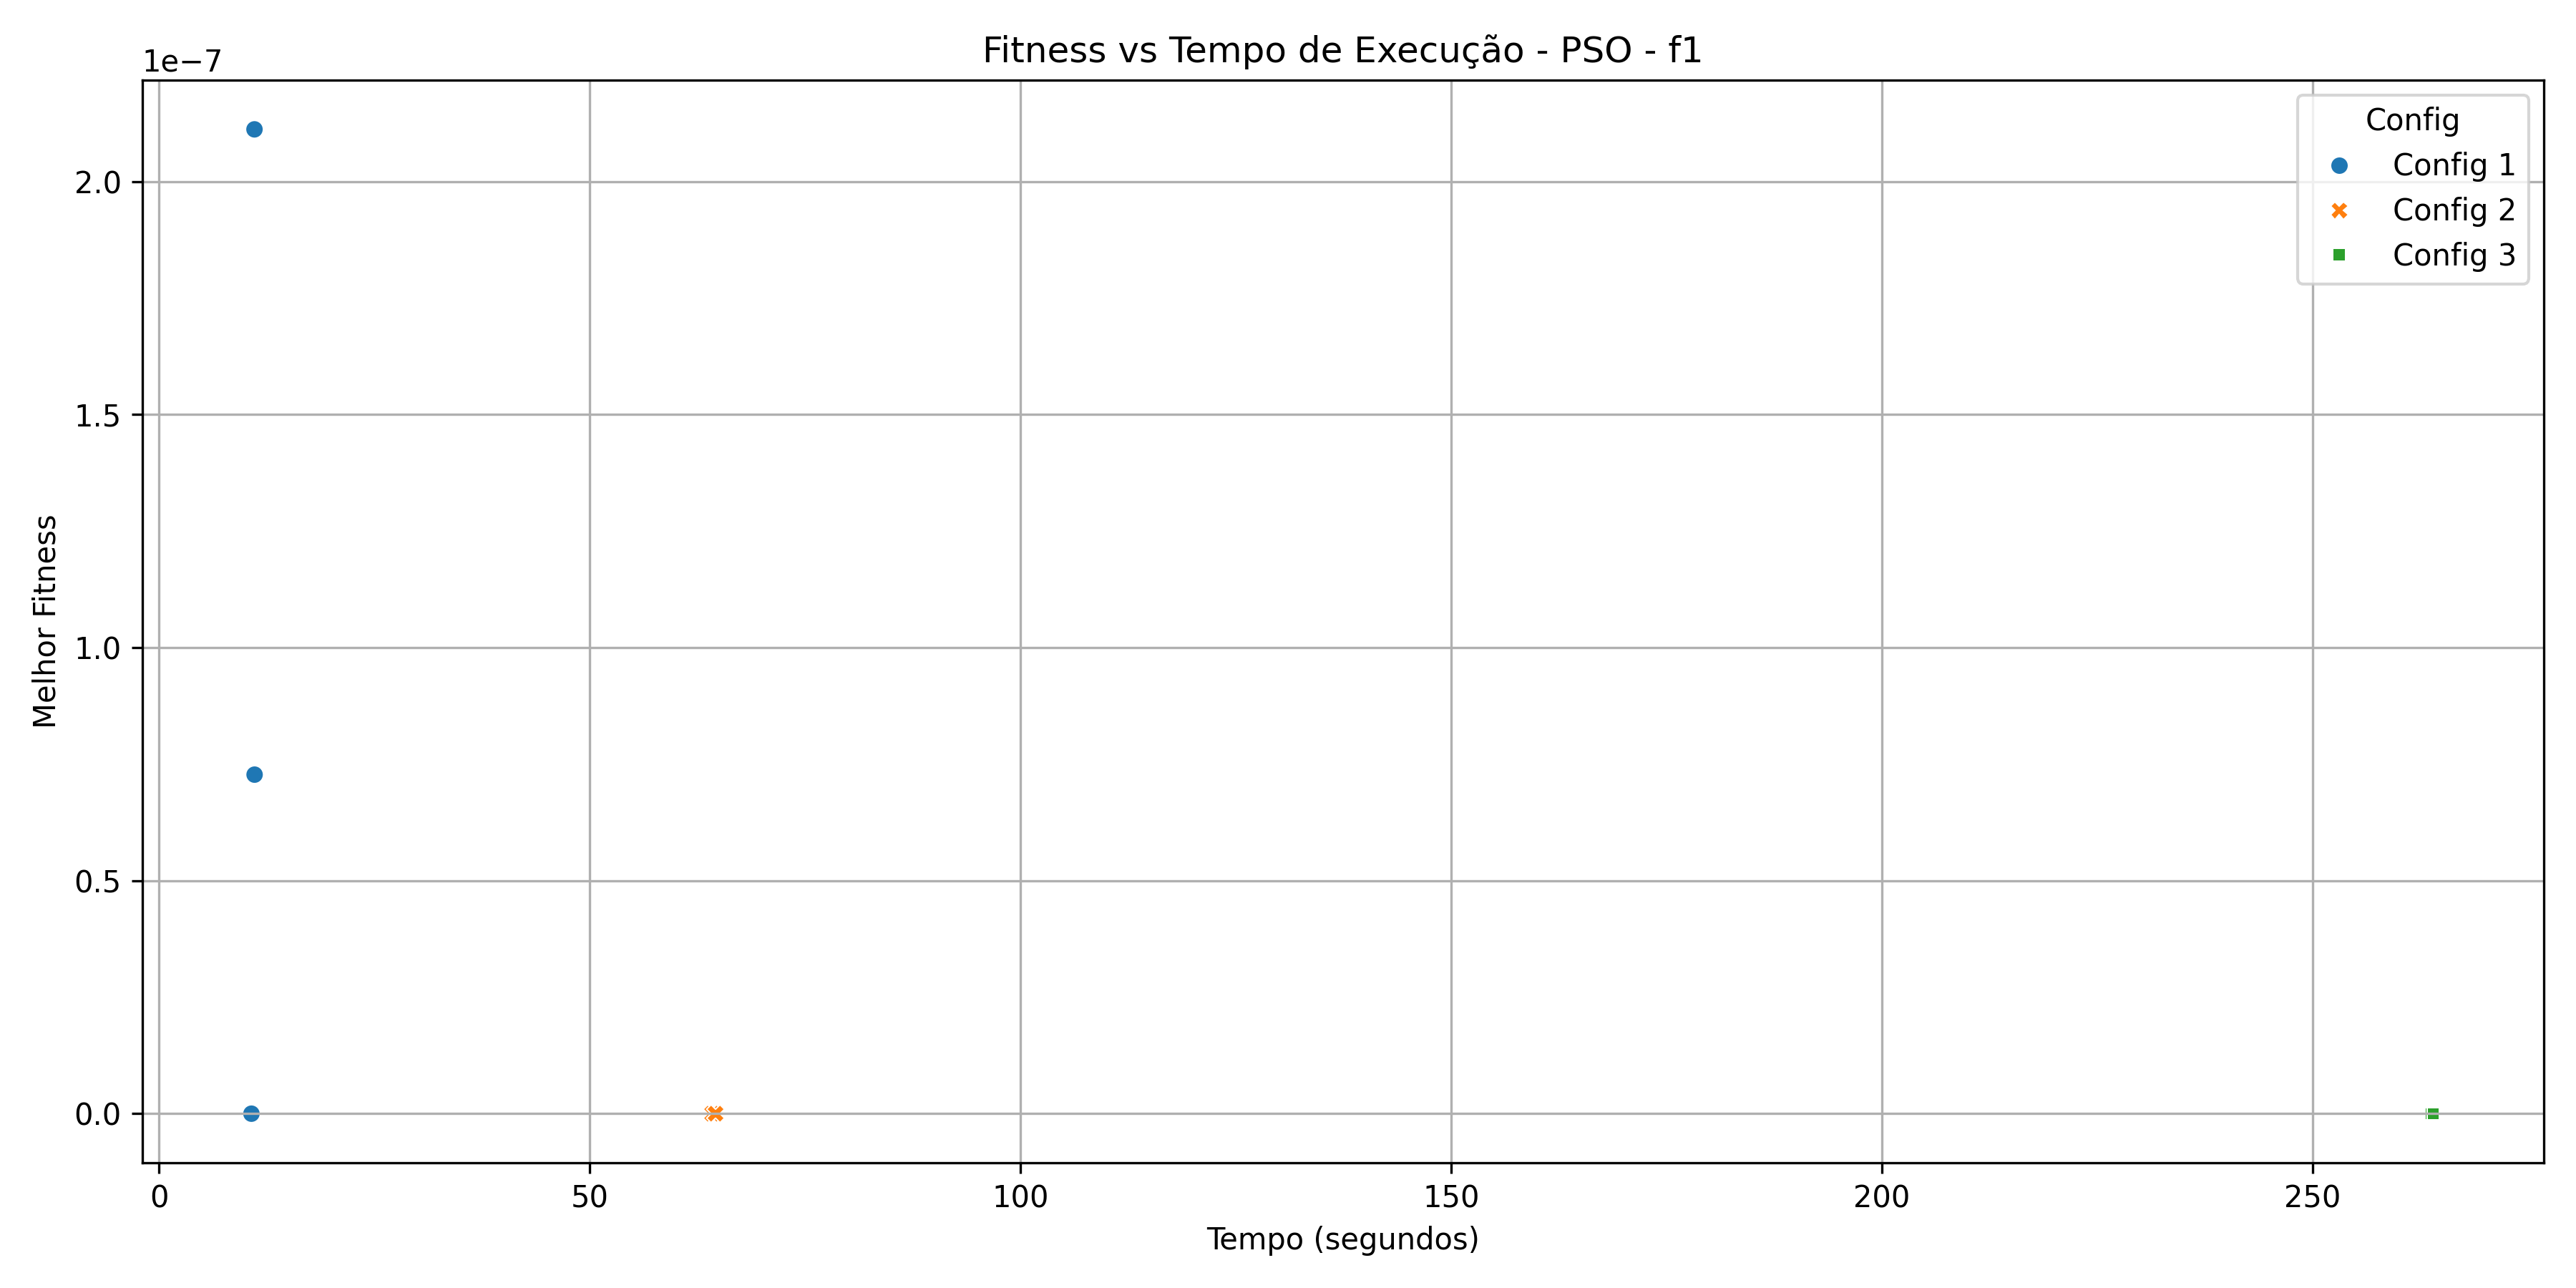 Fitness vs Tempo de Execução - PSO - f1
1e−7
2.0
1.5
1.0
0.5
0.0
Melhor Fitness
Config
Config 1
Config 2
Config 3
0 50 100 150 200 250
Tempo (segundos)